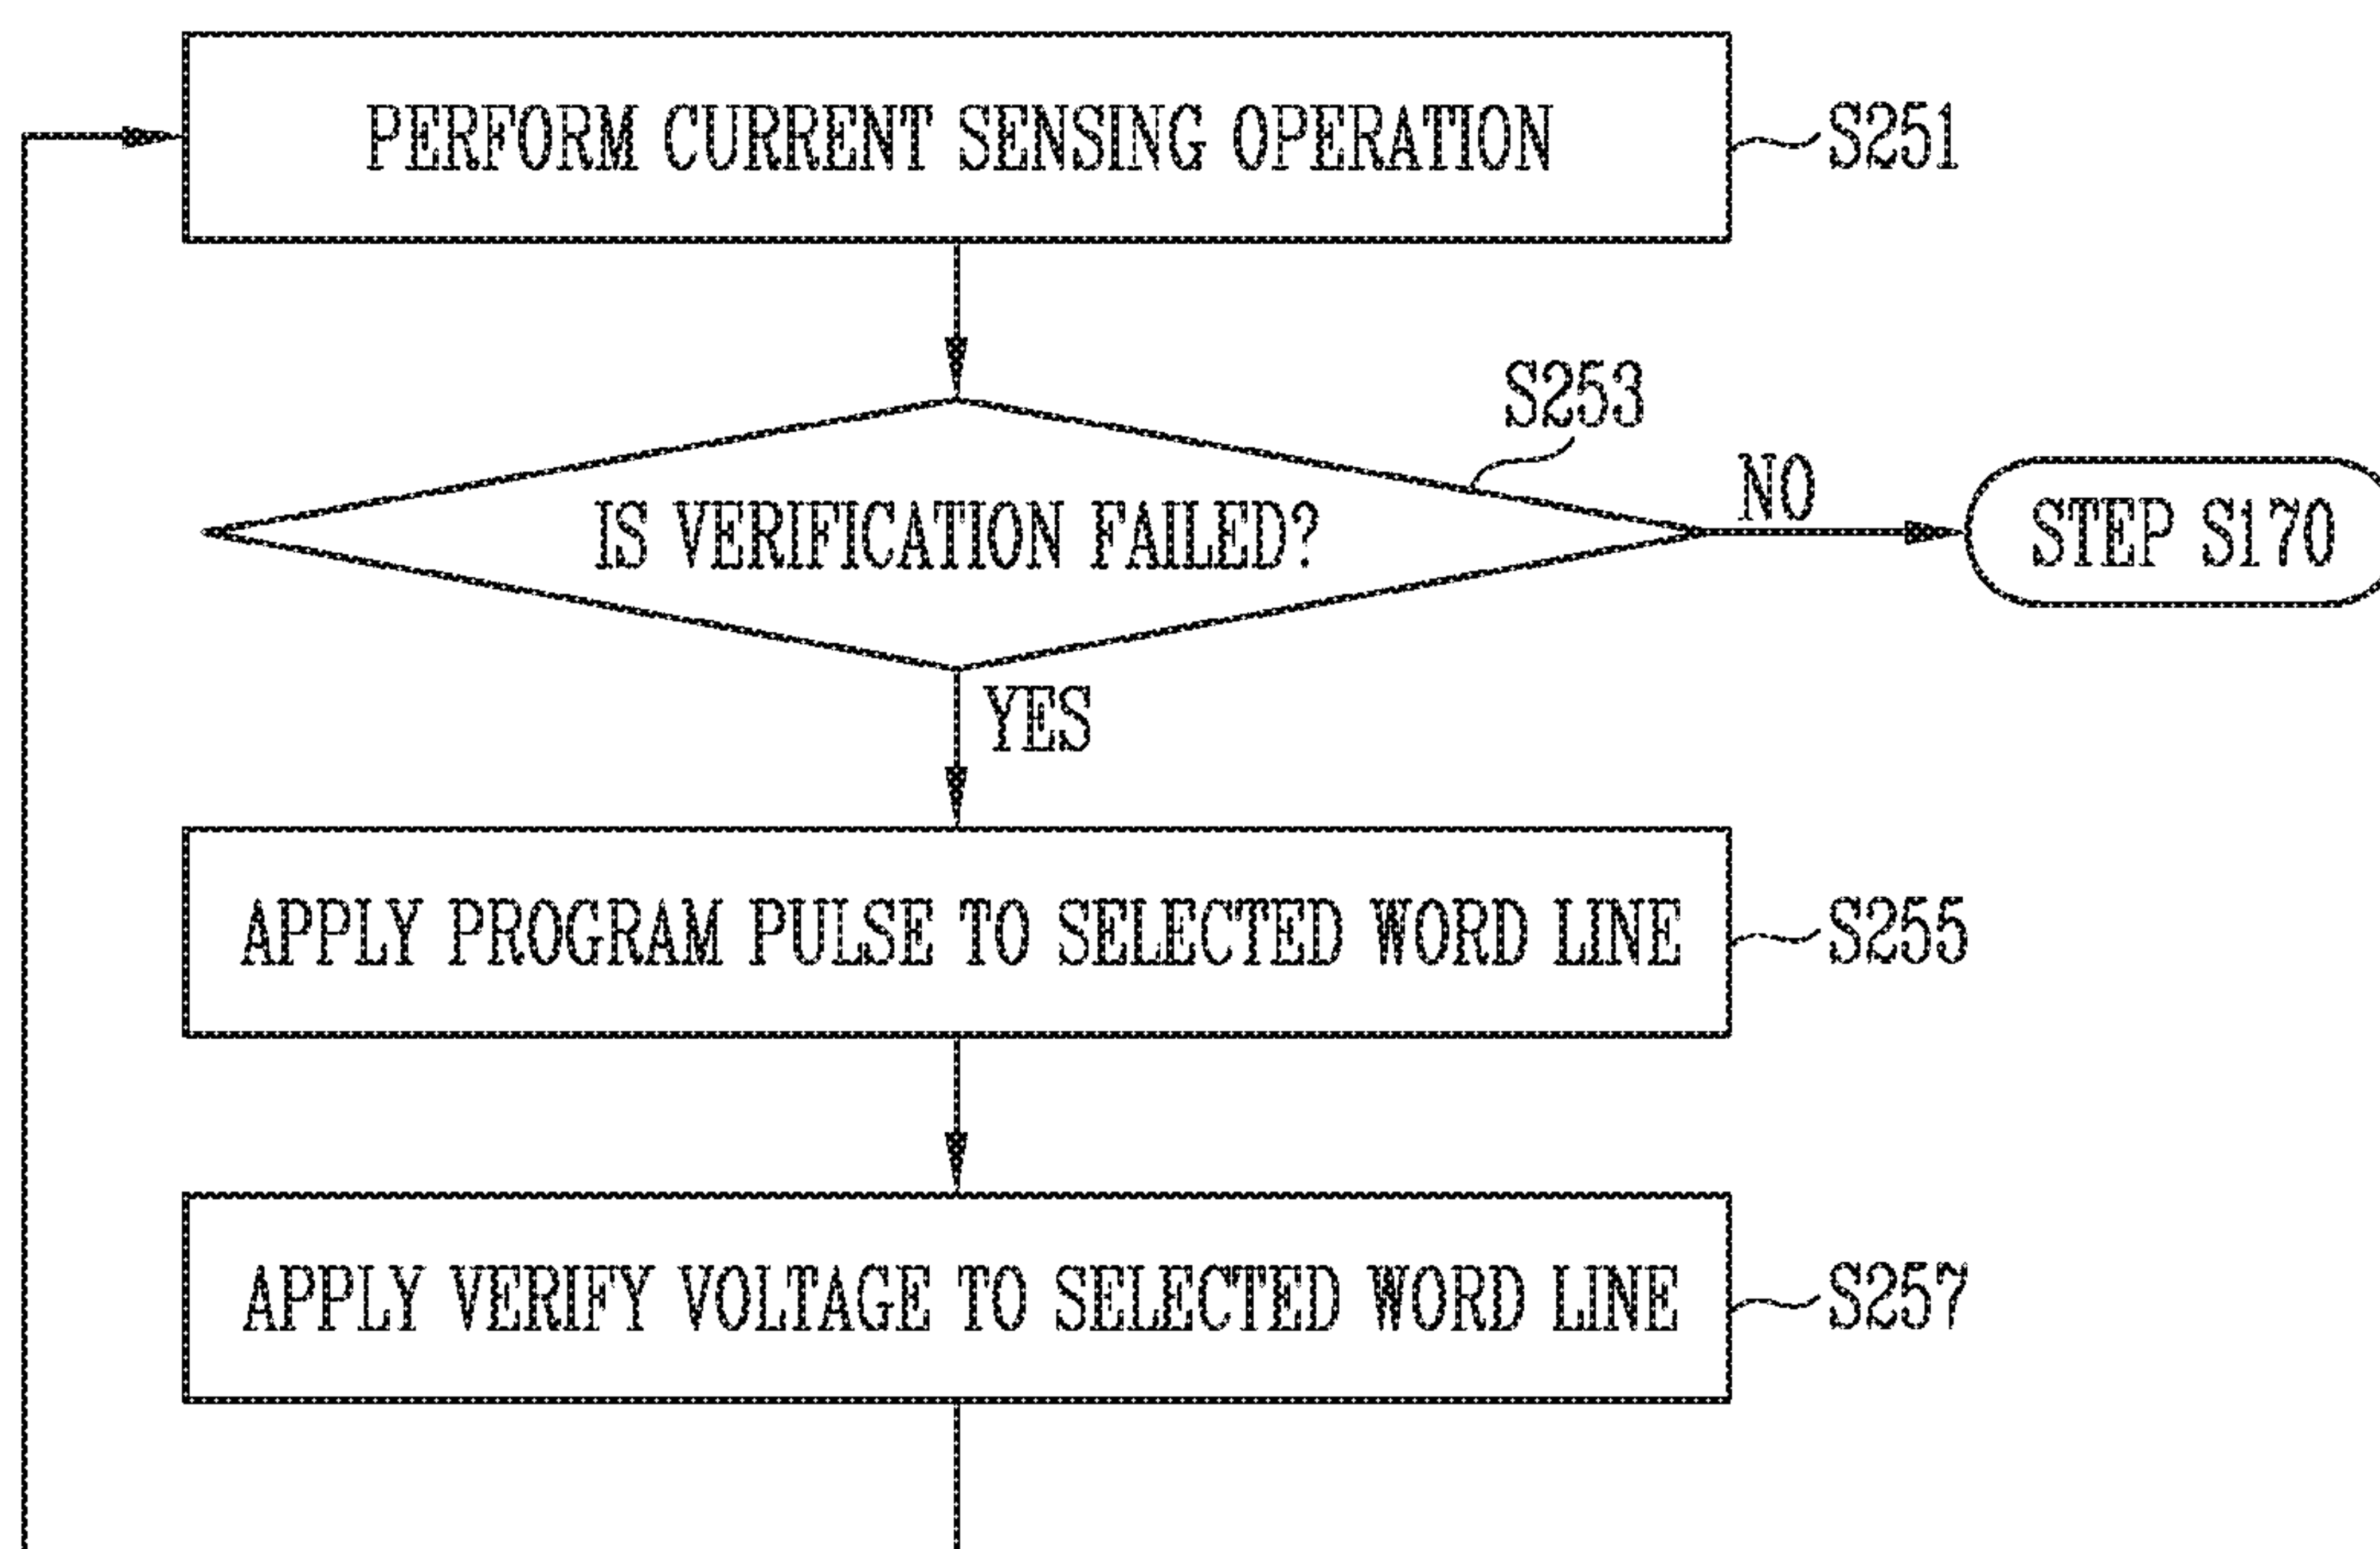 PERFORM CURRENT SENSING OPERATION
S251
S253
IS VERIFICATION FAILED?
NO
STEP S170
YES
APPLY PROGRAM PULSE TO SELECTED WORD LINE
S255
APPLY VERIFY VOLTAGE TO SELECTED WORD LINE
S257